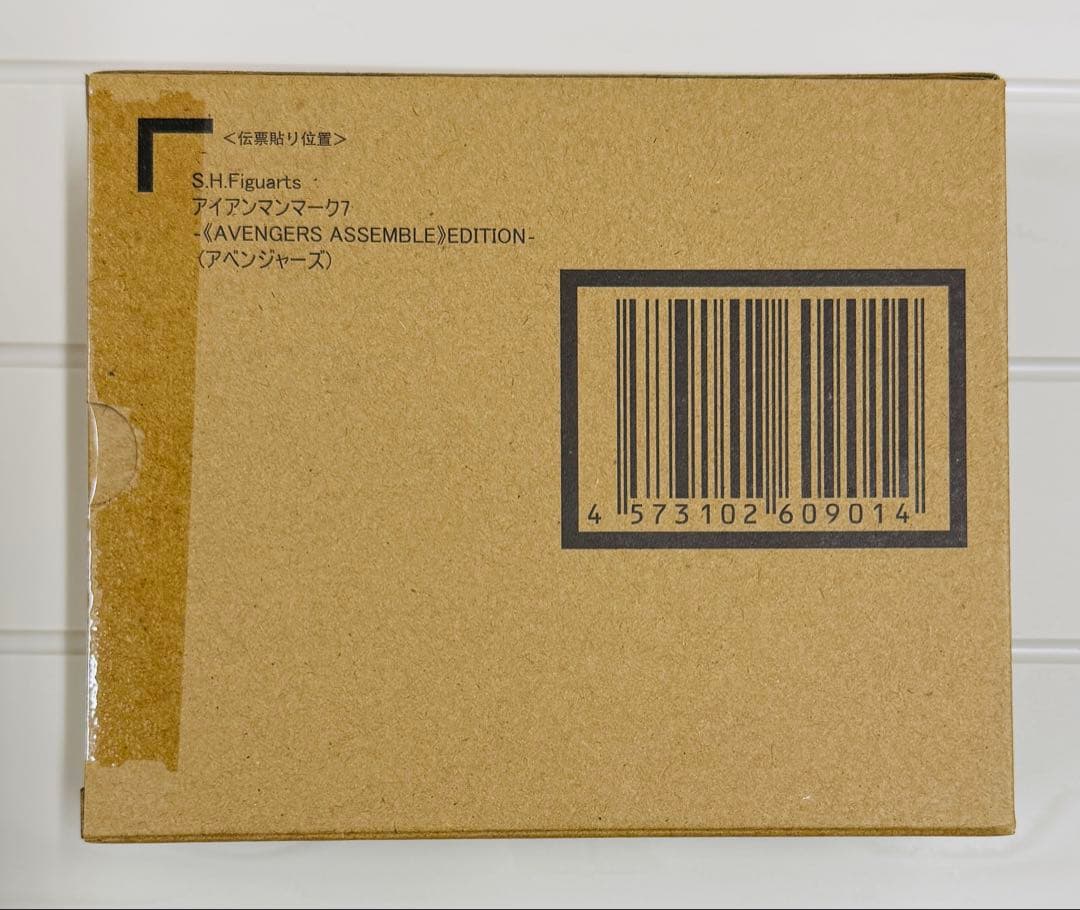 <伝票貼り位置>
S.H.Figuarts
アイアンマンマーク7
-《AVENGERS ASSEMBLE》EDITION-
(アベンジャーズ)
4 573102 609014